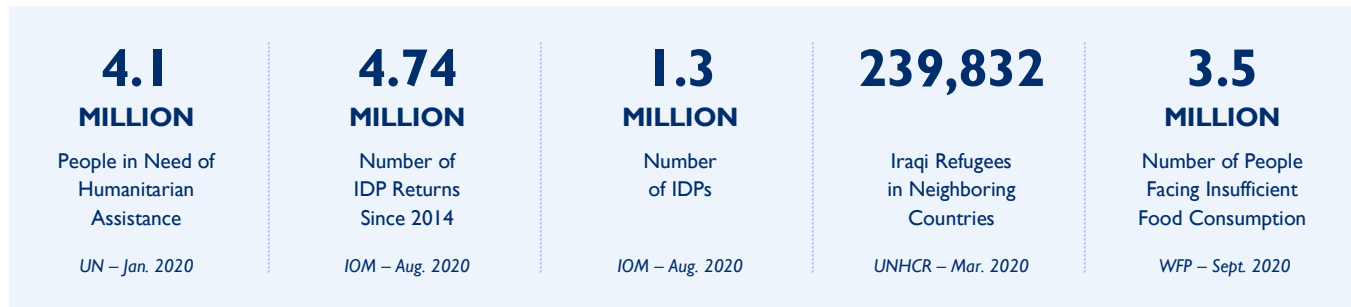 4.1
MILLION
People in Need of
Humanitarian
Assistance
UN – Jan. 2020
4.74
MILLION
Number of
IDP Returns
Since 2014
IOM – Aug. 2020
1.3
MILLION
Number
of IDPs
IOM – Aug. 2020
239,832
Iraqi Refugees
in Neighboring
Countries
UNHCR – Mar. 2020
3.5
MILLION
Number of People
Facing Insufficient
Food Consumption
WFP – Sept. 2020